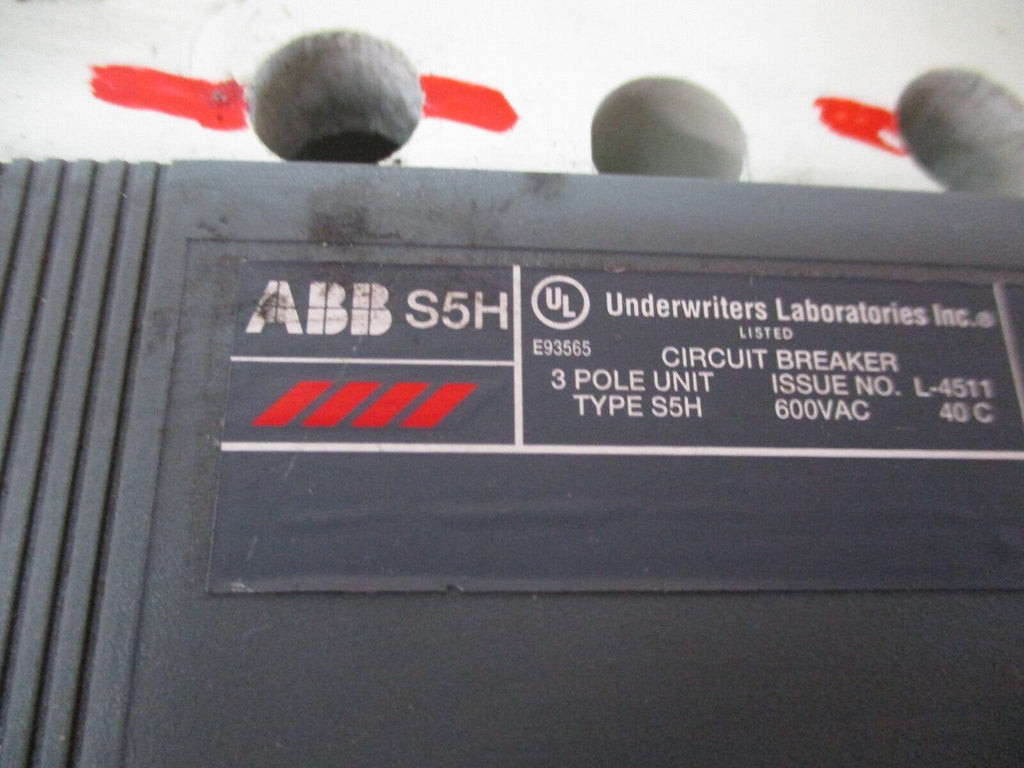 ABB S5H
UL Underwriters Laboratories Inc.®
LISTED
E93565
CIRCUIT BREAKER
3 POLE UNIT ISSUE NO. L-4511
TYPE S5H 600VAC 40 C